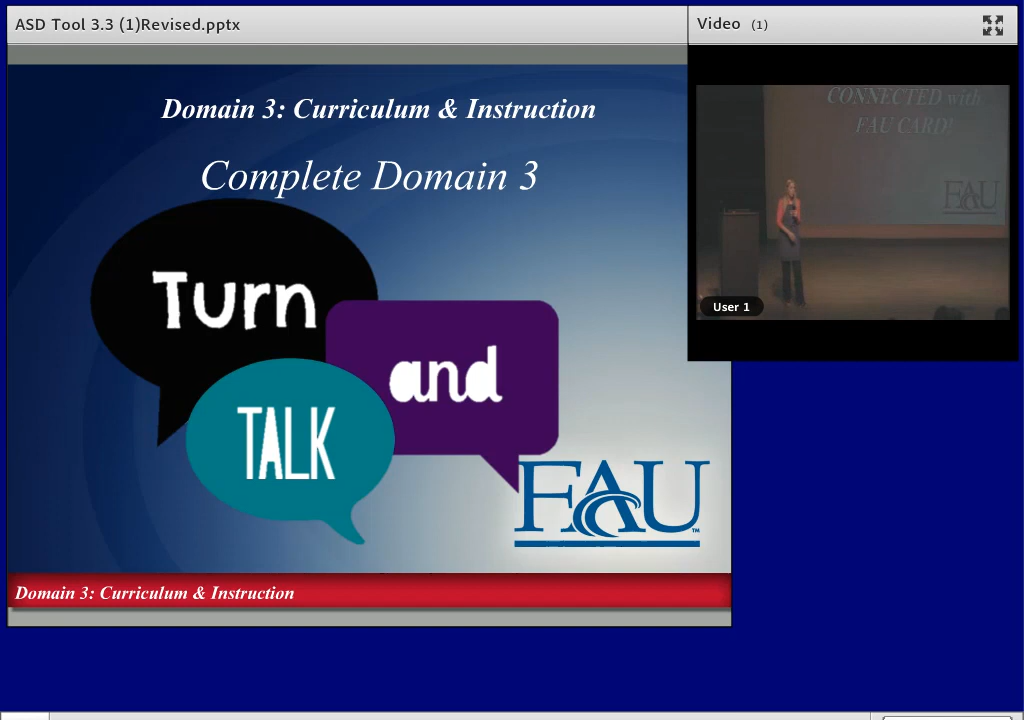 ASD Tool 3.3 (1)Revised.pptx
Video (1)
Domain 3: Curriculum & Instruction
Complete Domain 3
Turn
and
TALK
FAU™
Domain 3: Curriculum & Instruction
CONNECTED with
FAU CARD!
FAU
User 1